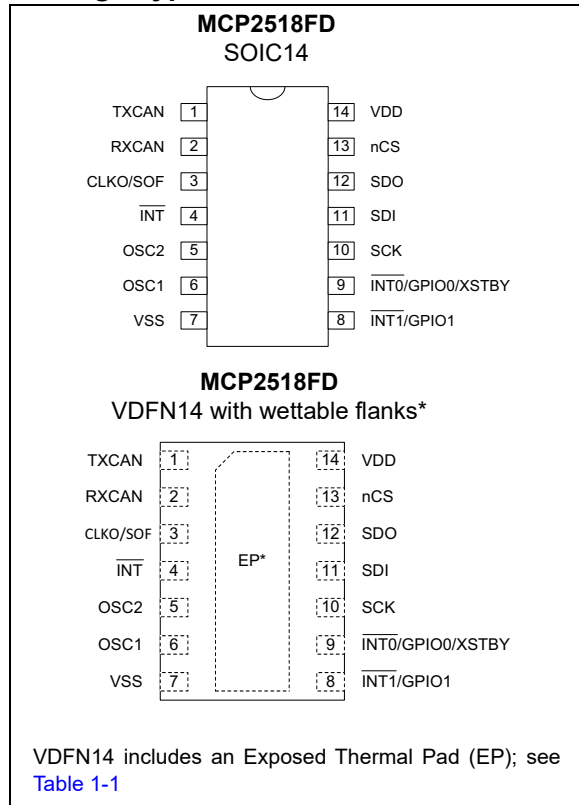 MCP2518FD
SOIC14
TXCAN 1 14 VDD
RXCAN 2 13 nCS
CLKO/SOF 3 12 SDO
INT 4 11 SDI
OSC2 5 10 SCK
OSC1 6 9 INT0/GPIO0/XSTBY
VSS 7 8 INT1/GPIO1
MCP2518FD
VDFN14 with wettable flanks*
TXCAN 1 14 VDD
RXCAN 2 13 nCS
CLKO/SOF 3 12 SDO
INT 4 EP* 11 SDI
OSC2 5 10 SCK
OSC1 6 9 INT0/GPIO0/XSTBY
VSS 7 8 INT1/GPIO1
VDFN14 includes an Exposed Thermal Pad (EP); see
Table 1-1